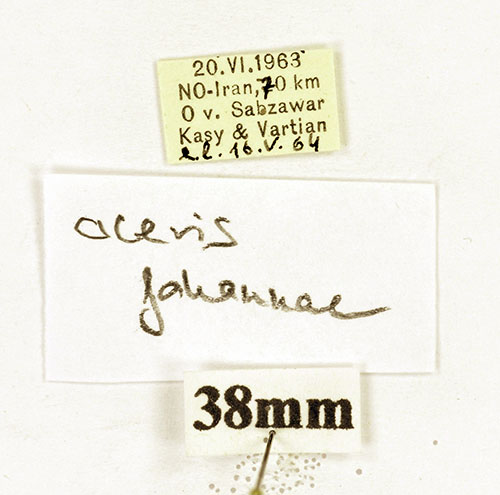 20.VI.1963
NO-Iran, 70 km
O v. Sabzawar
Kasy & Vartian
e.l. 16.V.64
aceris
johannae
38mm